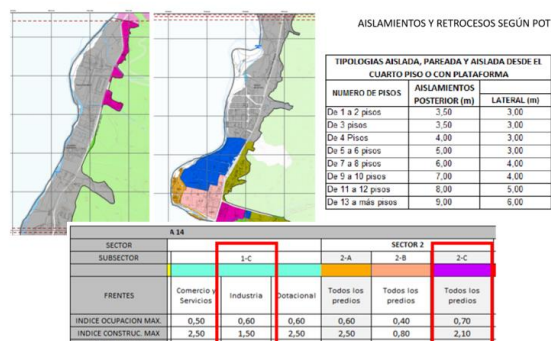 AISLAMIENTOS Y RETROCESOS SEGÚN POT
TIPOLOGIAS AISLADA, PAREADA Y AISLADA DESDE EL
CUARTO PISO O CON PLATAFORMA
NUMERO DE PISOS AISLAMIENTOS
POSTERIOR (m) LATERAL (m)
De 1 a 2 pisos 3,50 3,00
De 3 pisos 3,50 3,00
De 4 Pisos 4,00 3,00
De 5 a 6 pisos 5,00 3,00
De 7 a 8 pisos 6,00 4,00
De 9 a 10 pisos 7,00 4,00
De 11 a 12 pisos 8,00 5,00
De 13 a más pisos 9,00 6,00
A 14
SECTOR SECTOR 2
SUBSECTOR 1-C 2-A 2-B 2-C
FRENTES Comercio y Servicios Industria Dotacional Todos los predios Todos los predios Todos los predios
INDICE OCUPACION MAX. 0,50 0,60 0,60 0,60 0,40 0,70
INDICE CONSTRUC. MAX 2,50 1,50 2,50 2,50 0,80 2,10